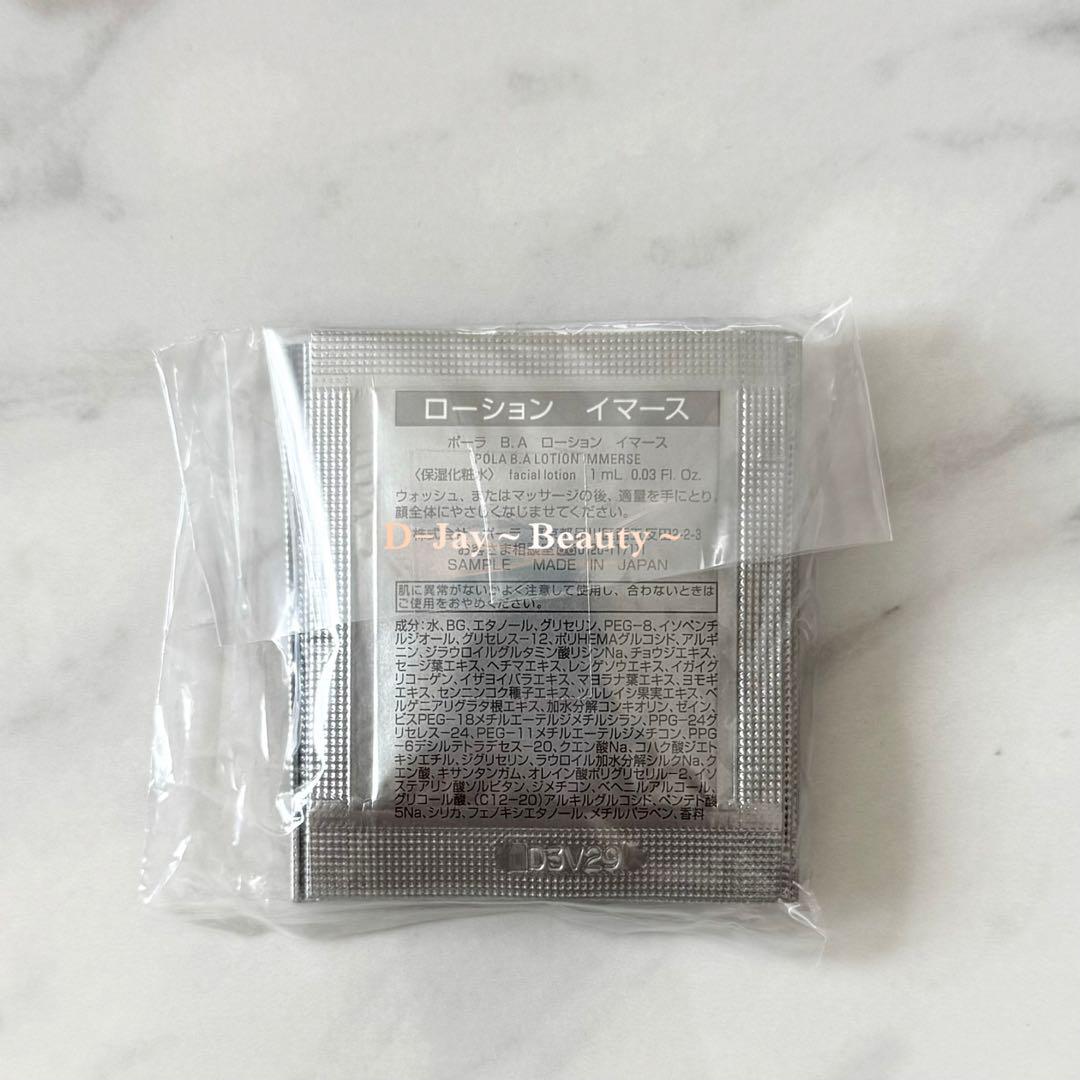 ローション イマース
ポーラ B.A ローション イマース
POLA B.A LOTION IMMERSE
〈保湿化粧水〉 facial lotion 1 mL 0.03 Fl. Oz.
ウォッシュ、またはマッサージの後、適量を手にとり、
顔全体にやさしくなじませてください。
株式会社 ポーラ 2-2-3
お客さま相談室 0120-117111
D-Jay ~ Beauty ~
SAMPLE MADE IN JAPAN
肌に異常がないかよく注意して使用し、合わないときは
ご使用をおやめください。
成分:水、BG、エタノール、グリセリン、PEG-8、イソペンチ
ルジオール、グリセレス-12、ポリHEMAグルコシド、アルギ
ニン、ジラウロイルグルタミン酸リシンNa、チョウジエキス、
セージ葉エキス、ヘチマエキス、レンゲソウエキス、イガイグ
リコーゲン、イザヨイバラエキス、マヨラナ葉エキス、ヨモギ
エキス、センニンコク種子エキス、ツルレイシ果実エキス、ベ
ルゲニアリグラタ根エキス、加水分解コンキオリン、ゼイン、
ビスPEG-18メチルエーテルジメチルシラン、PPG-24グ
リセレス-24、PEG-11メチルエーテルジメチコン、PPG
-6デシルテトラデセス-20、クエン酸Na、コハク酸ジエト
キシエチル、ジグリセリン、ラウロイル加水分解シルクNa、ク
エン酸、キサンタンガム、オレイン酸ポリグリセリル-2、イソ
ステアリン酸ソルビタン、ジメチコン、ベヘニルアルコール、
グリコール酸、(C12-20)アルキルグルコシド、ペンテト酸
5Na、シリカ、フェノキシエタノール、メチルパラベン、香料
D3V29